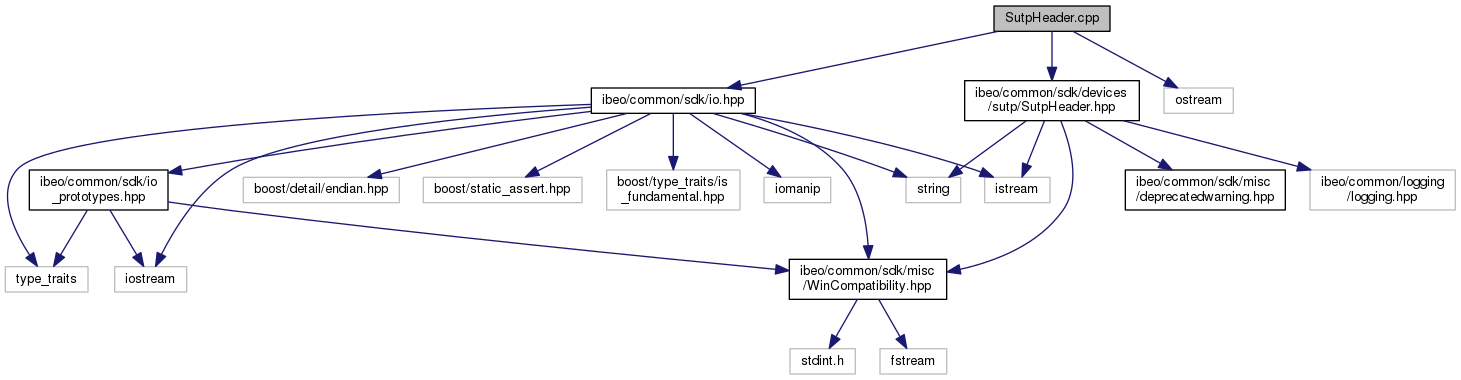 SutpHeader.cpp
ibeo/common/sdk/io.hpp
ibeo/common/sdk/devices
/sutp/SutpHeader.hpp
ostream
ibeo/common/sdk/io
_prototypes.hpp
boost/detail/endian.hpp
boost/static_assert.hpp
boost/type_traits/is
_fundamental.hpp
iomanip
string
istream
ibeo/common/sdk/misc
/deprecatedwarning.hpp
ibeo/common/logging
/logging.hpp
type_traits
iostream
ibeo/common/sdk/misc
/WinCompatibility.hpp
stdint.h
fstream